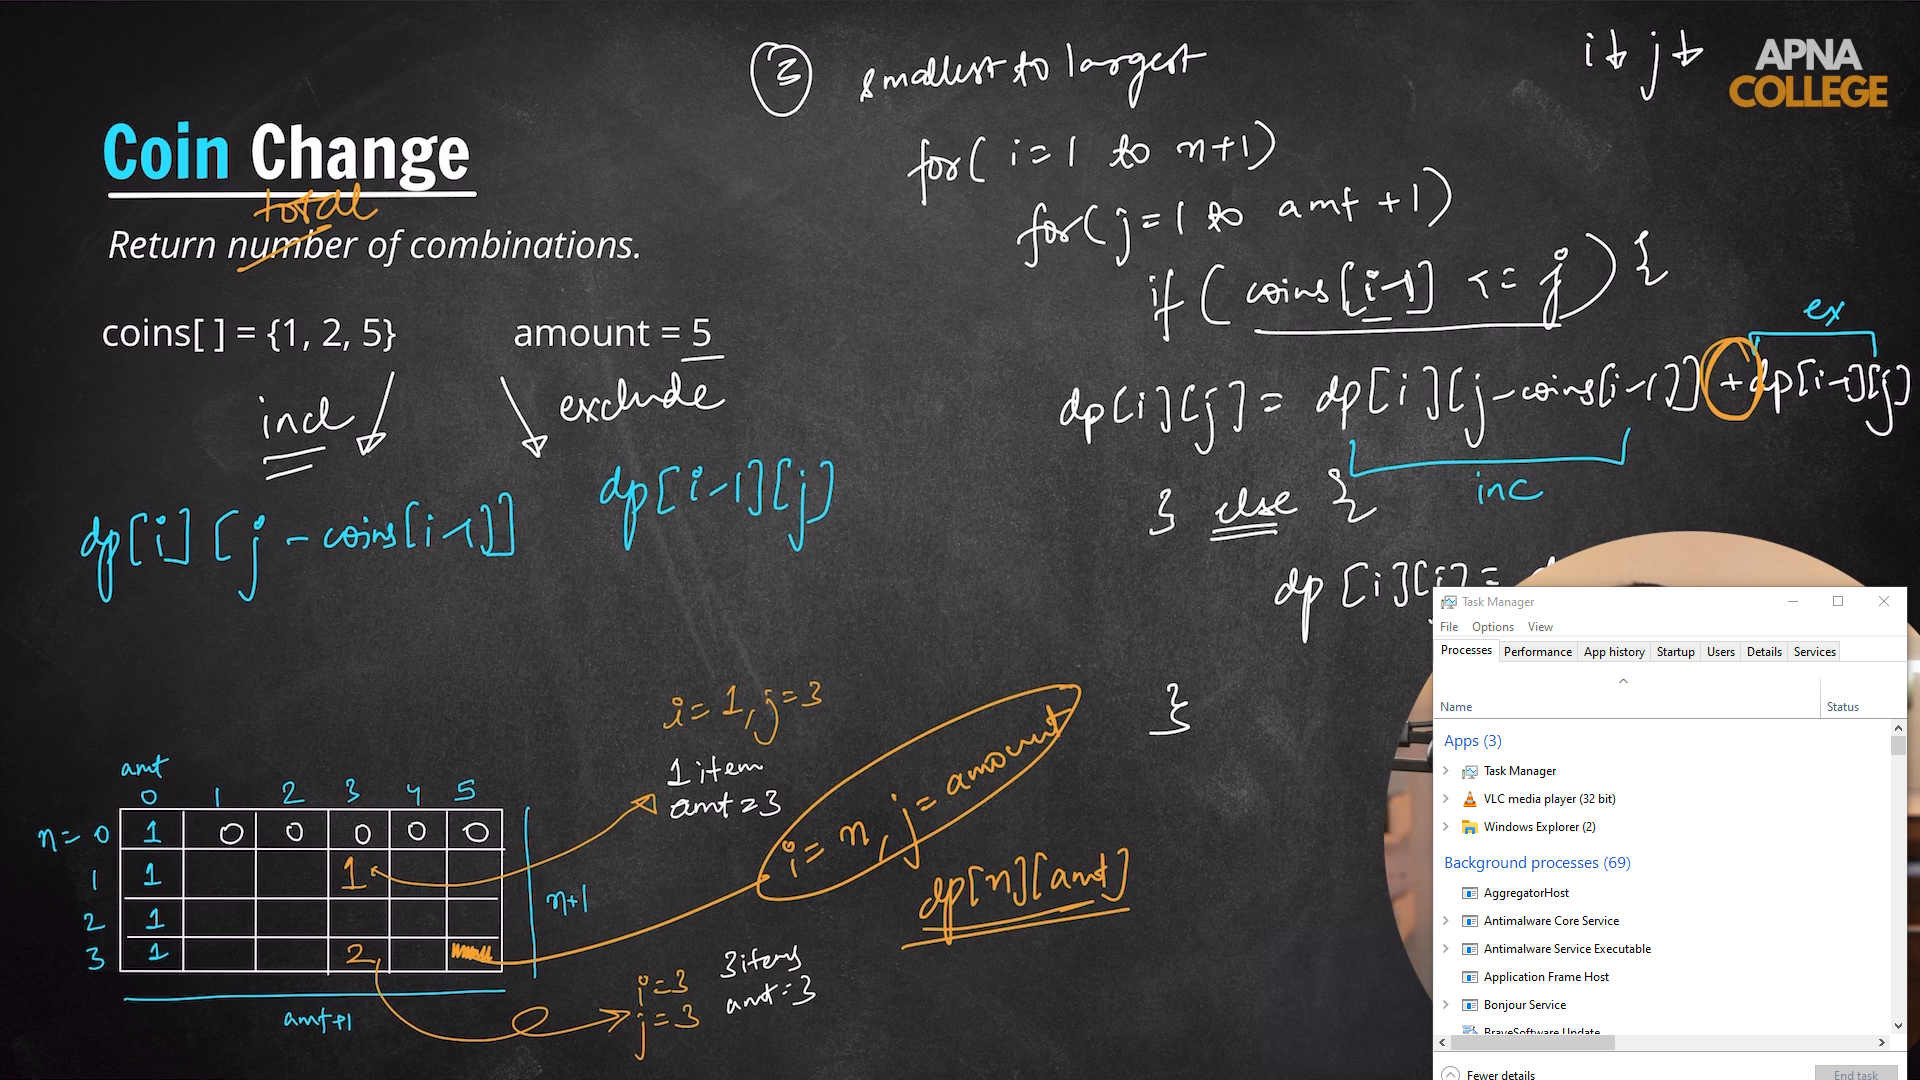 APNA
COLLEGE
i↓ j↓
③ smallest to largest
Coin Change
total
Return number of combinations.
coins[ ] = {1, 2, 5}
amount = 5
incl
exclude
dp[i][j - coins[i-1]]
dp[i-1][j]
for( i=1 to n+1)
for( j=1 to amt +1)
if ( coins[i-1] <= j ) {
ex
dp[i][j] = dp[i][j-coins[i-1]] + dp[i-1][j]
inc
} else {
dp [i][j] =
}
i= 1, j=3
1 item
amt=3
i= n, j= amount
dp[n][amt]
amt
0 1 2 3 4 5
n= 0 1 0 0 0 0 0
1 1 1
2 1
3 1 2
n+1
amt+1
i=3
j=3
3items
amt=3
Task Manager
File Options View
Processes Performance App history Startup Users Details Services
Name Status
Apps (3)
Task Manager
VLC media player (32 bit)
Windows Explorer (2)
Background processes (69)
AggregatorHost
Antimalware Core Service
Antimalware Service Executable
Application Frame Host
Bonjour Service
BraveSoftware Update
Fewer details
End task